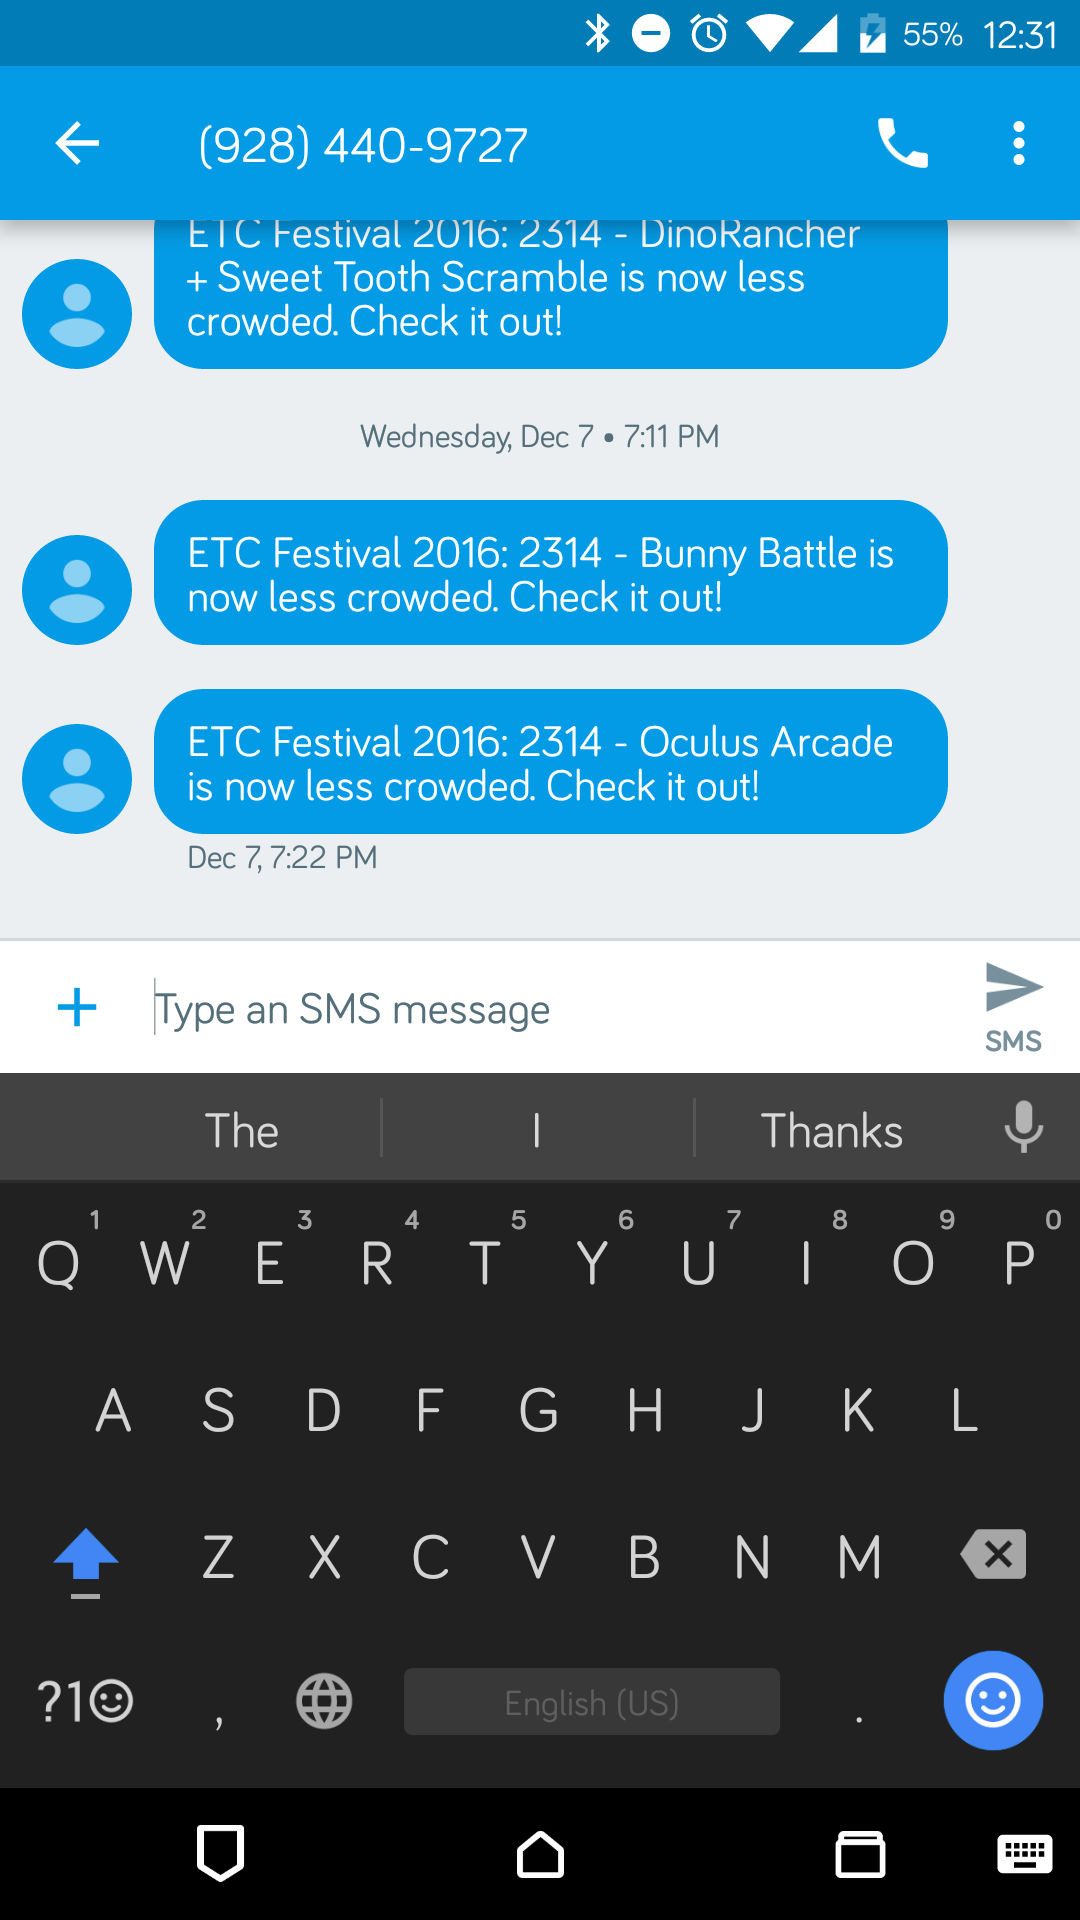 55% 12:31
(928) 440-9727
ETC Festival 2016: 2314 - DinoRancher
+ Sweet Tooth Scramble is now less
crowded. Check it out!
Wednesday, Dec 7 • 7:11 PM
ETC Festival 2016: 2314 - Bunny Battle is
now less crowded. Check it out!
ETC Festival 2016: 2314 - Oculus Arcade
is now less crowded. Check it out!
Dec 7, 7:22 PM
Type an SMS message
SMS
The I Thanks
1 2 3 4 5 6 7 8 9 0
Q W E R T Y U I O P
A S D F G H J K L
Z X C V B N M
?1 , English (US) .